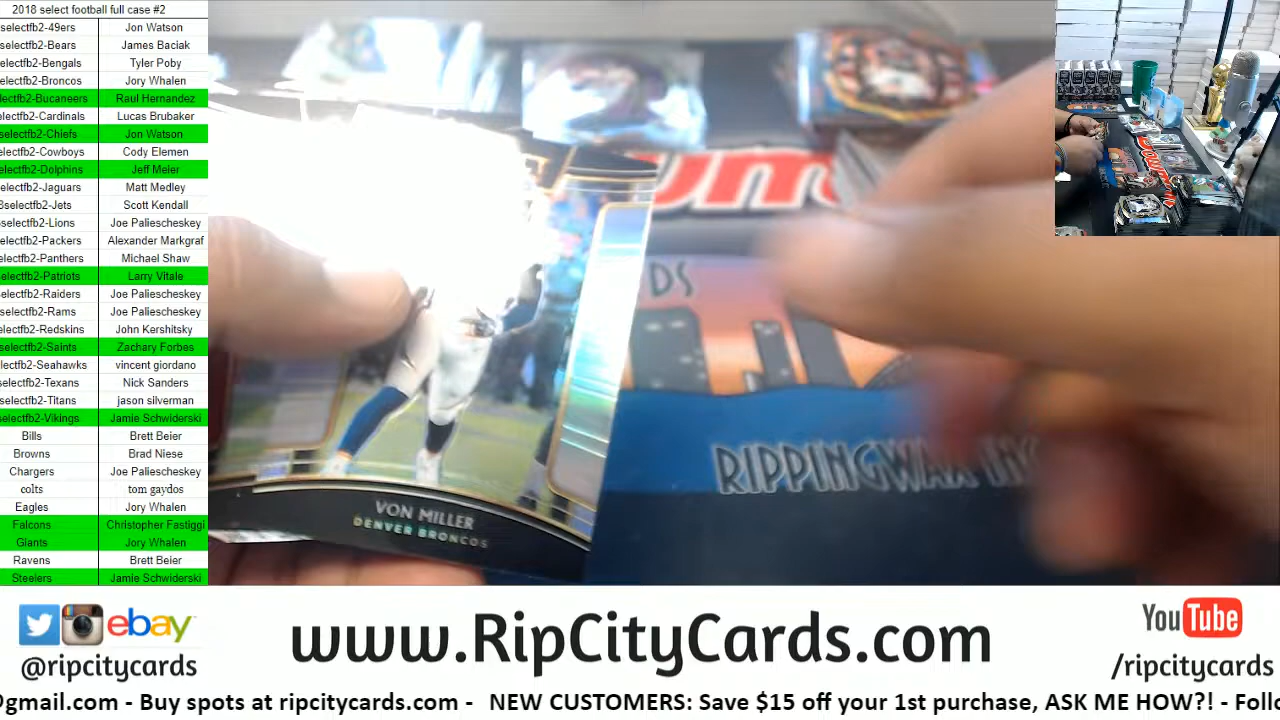 2018 select football full case #2
selectfb2-49ers Jon Watson
selectfb2-Bears James Baciak
electfb2-Bengals Tyler Poby
electfb2-Broncos Jory Whalen
lectfb2-Bucaneers Raul Hernandez
electfb2-Cardinals Lucas Brubaker
electfb2-Chiefs Jon Watson
electfb2-Cowboys Cody Elemen
electfb2-Dolphins Jeff Meier
electfb2-Jaguars Matt Medley
8select-fb2-Jets Scott Kendall
selectfb2-Lions Joe Paliescheskey
electfb2-Packers Alexander Markgraf
electfb2-Panthers Michael Shaw
electfb2-Patriots Larry Vitale
electfb2-Raiders Joe Paliescheskey
selectfb2-Rams Joe Paliescheskey
electfb2-Redskins John Kershitsky
selectfb2-Saints Zachary Forbes
electfb2-Seahawks vincent giordano
selectfb2-Texans Nick Sanders
selectfb2-Titans jason silverman
selectfb2-Vikings Jamie Schwiderski
Bills Brett Beier
Browns Brad Niese
Chargers Joe Paliescheskey
colts tom gaydos
Eagles Jory Whalen
Falcons Christopher Fastiggi
Giants Jory Whalen
Ravens Brett Beier
Steelers Jamie Schwiderski
DS
RIPPINGWAX
VON MILLER
DENVER BRONCOS
ebay
@ripcitycards
www.RipCityCards.com
YouTube
/ripcitycards
@gmail.com - Buy spots at ripcitycards.com - NEW CUSTOMERS: Save $15 off your 1st purchase, ASK ME HOW?! - Follo